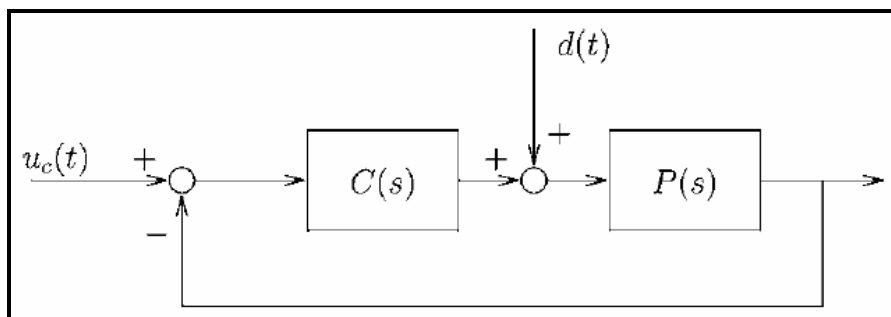 d(t)
u_c(t)
+
+
+
C(s)
P(s)
−